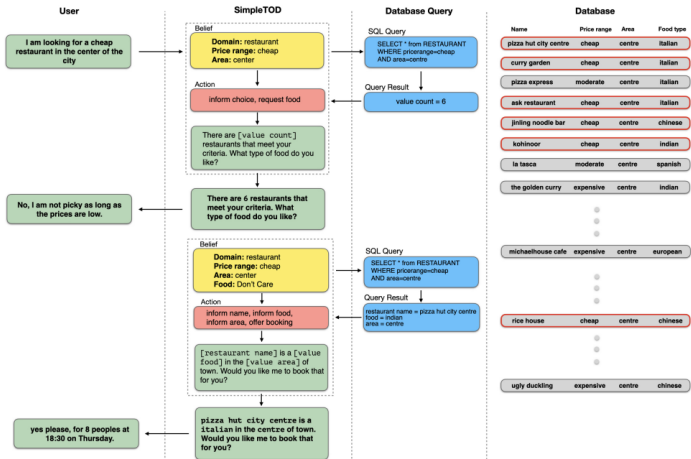 User
SimpleTOD
Database Query
Database
I am looking for a cheap
restaurant in the center of the
city
Belief
Domain: restaurant
Price range: cheap
Area: center
Action
inform choice, request food
There are [value count]
restaurants that meet your
criteria. What type of food do you
like?
SQL Query
SELECT * from RESTAURANT
WHERE pricerange=cheap
AND area=centre
Query Result
value count = 6
There are 6 restaurants that
meet your criteria. What
type of food do you like?
No, I am not picky as long as
the prices are low.
Belief
Domain: restaurant
Price range: cheap
Area: center
Food: Don't Care
Action
inform name, inform food,
inform area, offer booking
[restaurant name] is a [value
food] in the [value area] of
town. Would you like me to book that
for you?
SQL Query
SELECT * from RESTAURANT
WHERE pricerange=cheap
AND area=centre
Query Result
restaurant name = pizza hut city centre
food = indian
area = centre
pizza hut city centre is a
italian in the centre of town.
Would you like me to book that
for you?
yes please, for 8 peoples at
18:30 on Thursday.
Name Price range Area Food type
pizza hut city centre cheap centre italian
curry garden cheap centre italian
pizza express moderate centre italian
ask restaurant cheap centre italian
jinling noodle bar cheap centre chinese
kohinoor cheap centre indian
la tasca moderate centre spanish
the golden curry expensive centre indian
michaelhouse cafe expensive centre european
rice house cheap centre chinese
ugly duckling expensive centre chinese